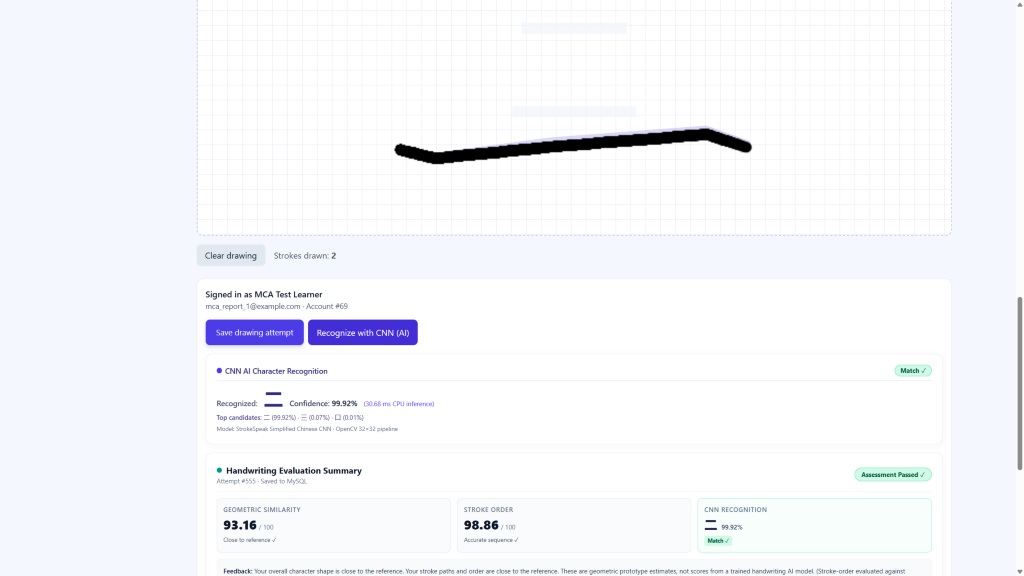 Clear drawing Strokes drawn: 2
Signed in as MCA Test Learner
mca_report_1@example.com · Account #69
Save drawing attempt Recognize with CNN (AI)
CNN AI Character Recognition Match ✓
Recognized: 二 Confidence: 99.92% (30.68 ms CPU inference)
Top candidates: 二 (99.92%) · 三 (0.07%) · 口 (0.01%)
Model: StrokeSpeak Simplified Chinese CNN · OpenCV 32×32 pipeline
Handwriting Evaluation Summary Assessment Passed ✓
Attempt #555 · Saved to MySQL
GEOMETRIC SIMILARITY STROKE ORDER CNN RECOGNITION
93.16 / 100 98.86 / 100 二 99.92%
Close to reference ✓ Accurate sequence ✓ Match ✓
Feedback: Your overall character shape is close to the reference. Your stroke paths and order are close to the reference. These are geometric prototype estimates, not scores from a trained handwriting AI model. (Stroke-order evaluated against